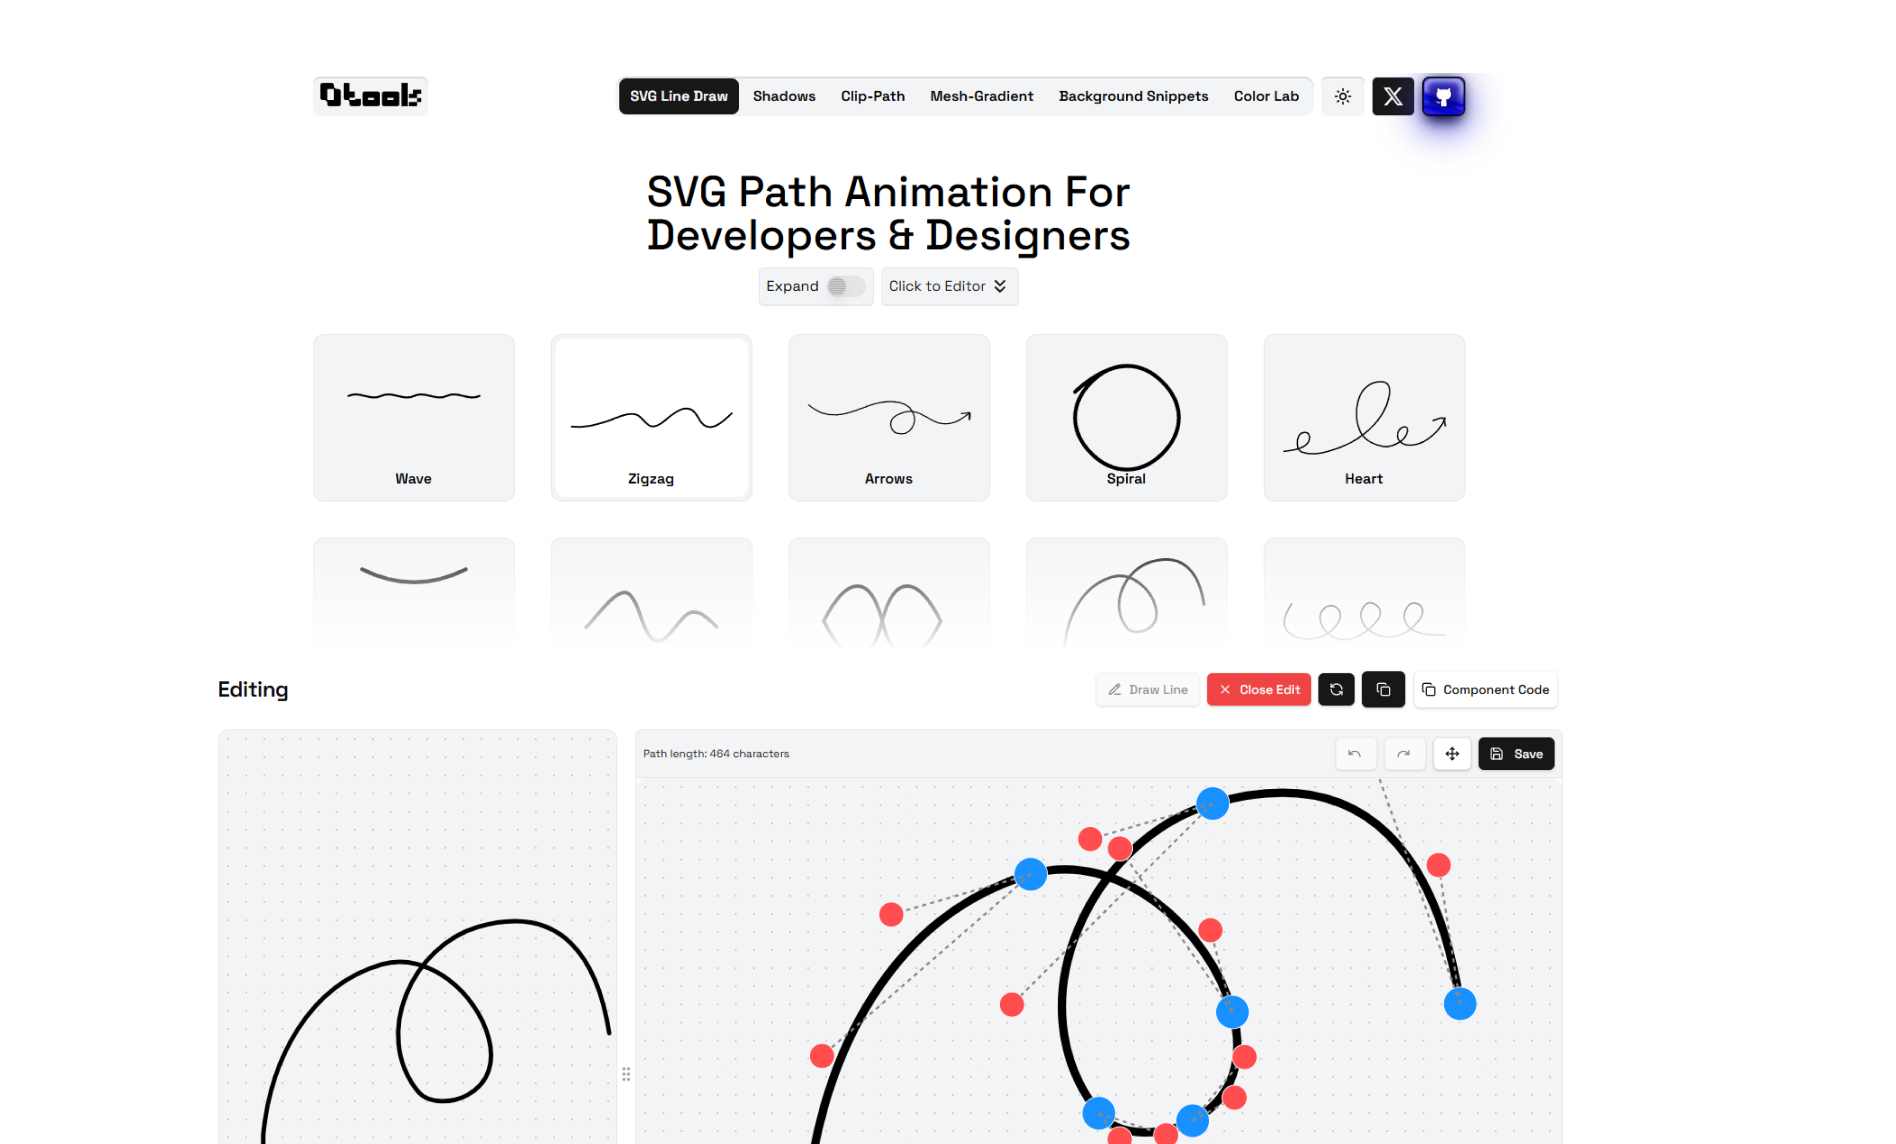 Qtools
SVG Line Draw Shadows Clip-Path Mesh-Gradient Background Snippets Color Lab
SVG Path Animation For
Developers & Designers
Expand Click to Editor
Wave Zigzag Arrows Spiral Heart
Editing Draw Line Close Edit Component Code
Path length: 464 characters Save